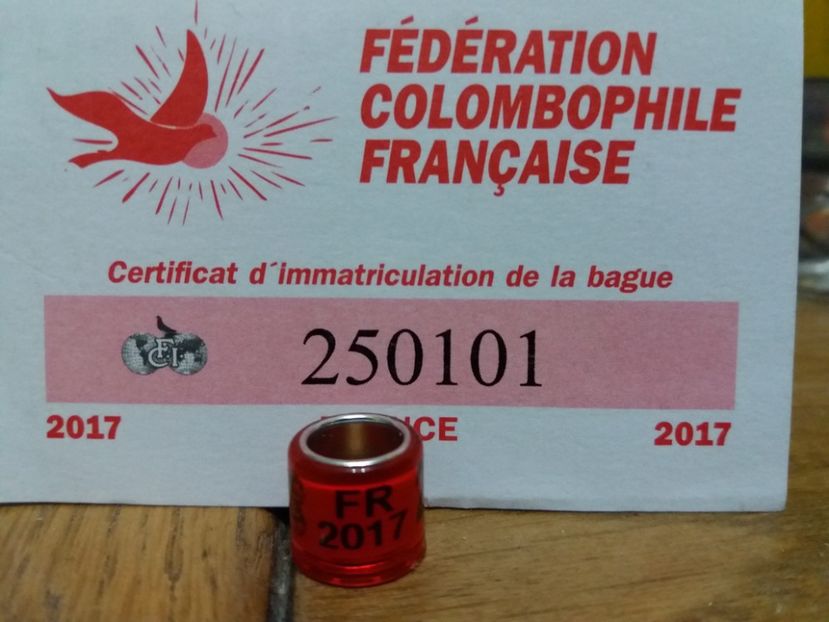 FÉDÉRATION
COLOMBOPHILE
FRANÇAISE
Certificat d´immatriculation de la bague
F.C.I. 250101
2017 2017
FR
2017